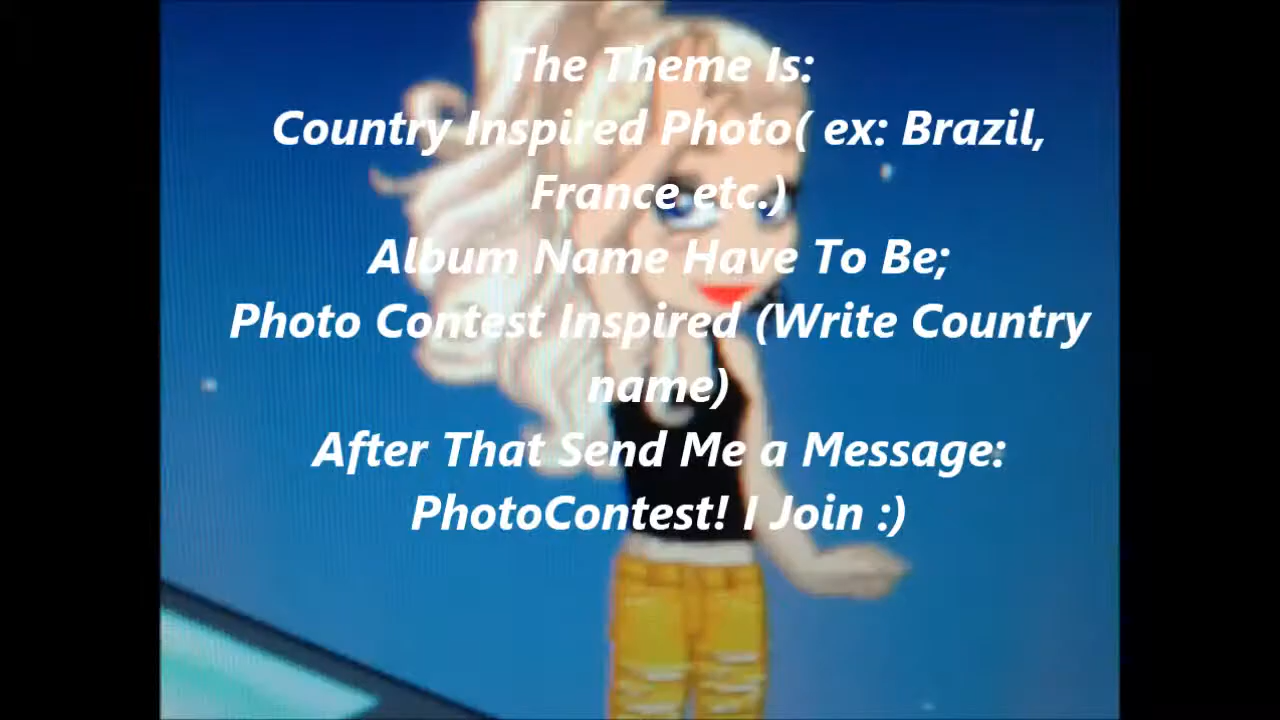 The Theme Is:
Country Inspired Photo( ex: Brazil,
France etc.)
Album Name Have To Be;
Photo Contest Inspired (Write Country
name)
After That Send Me a Message:
PhotoContest! I Join :)